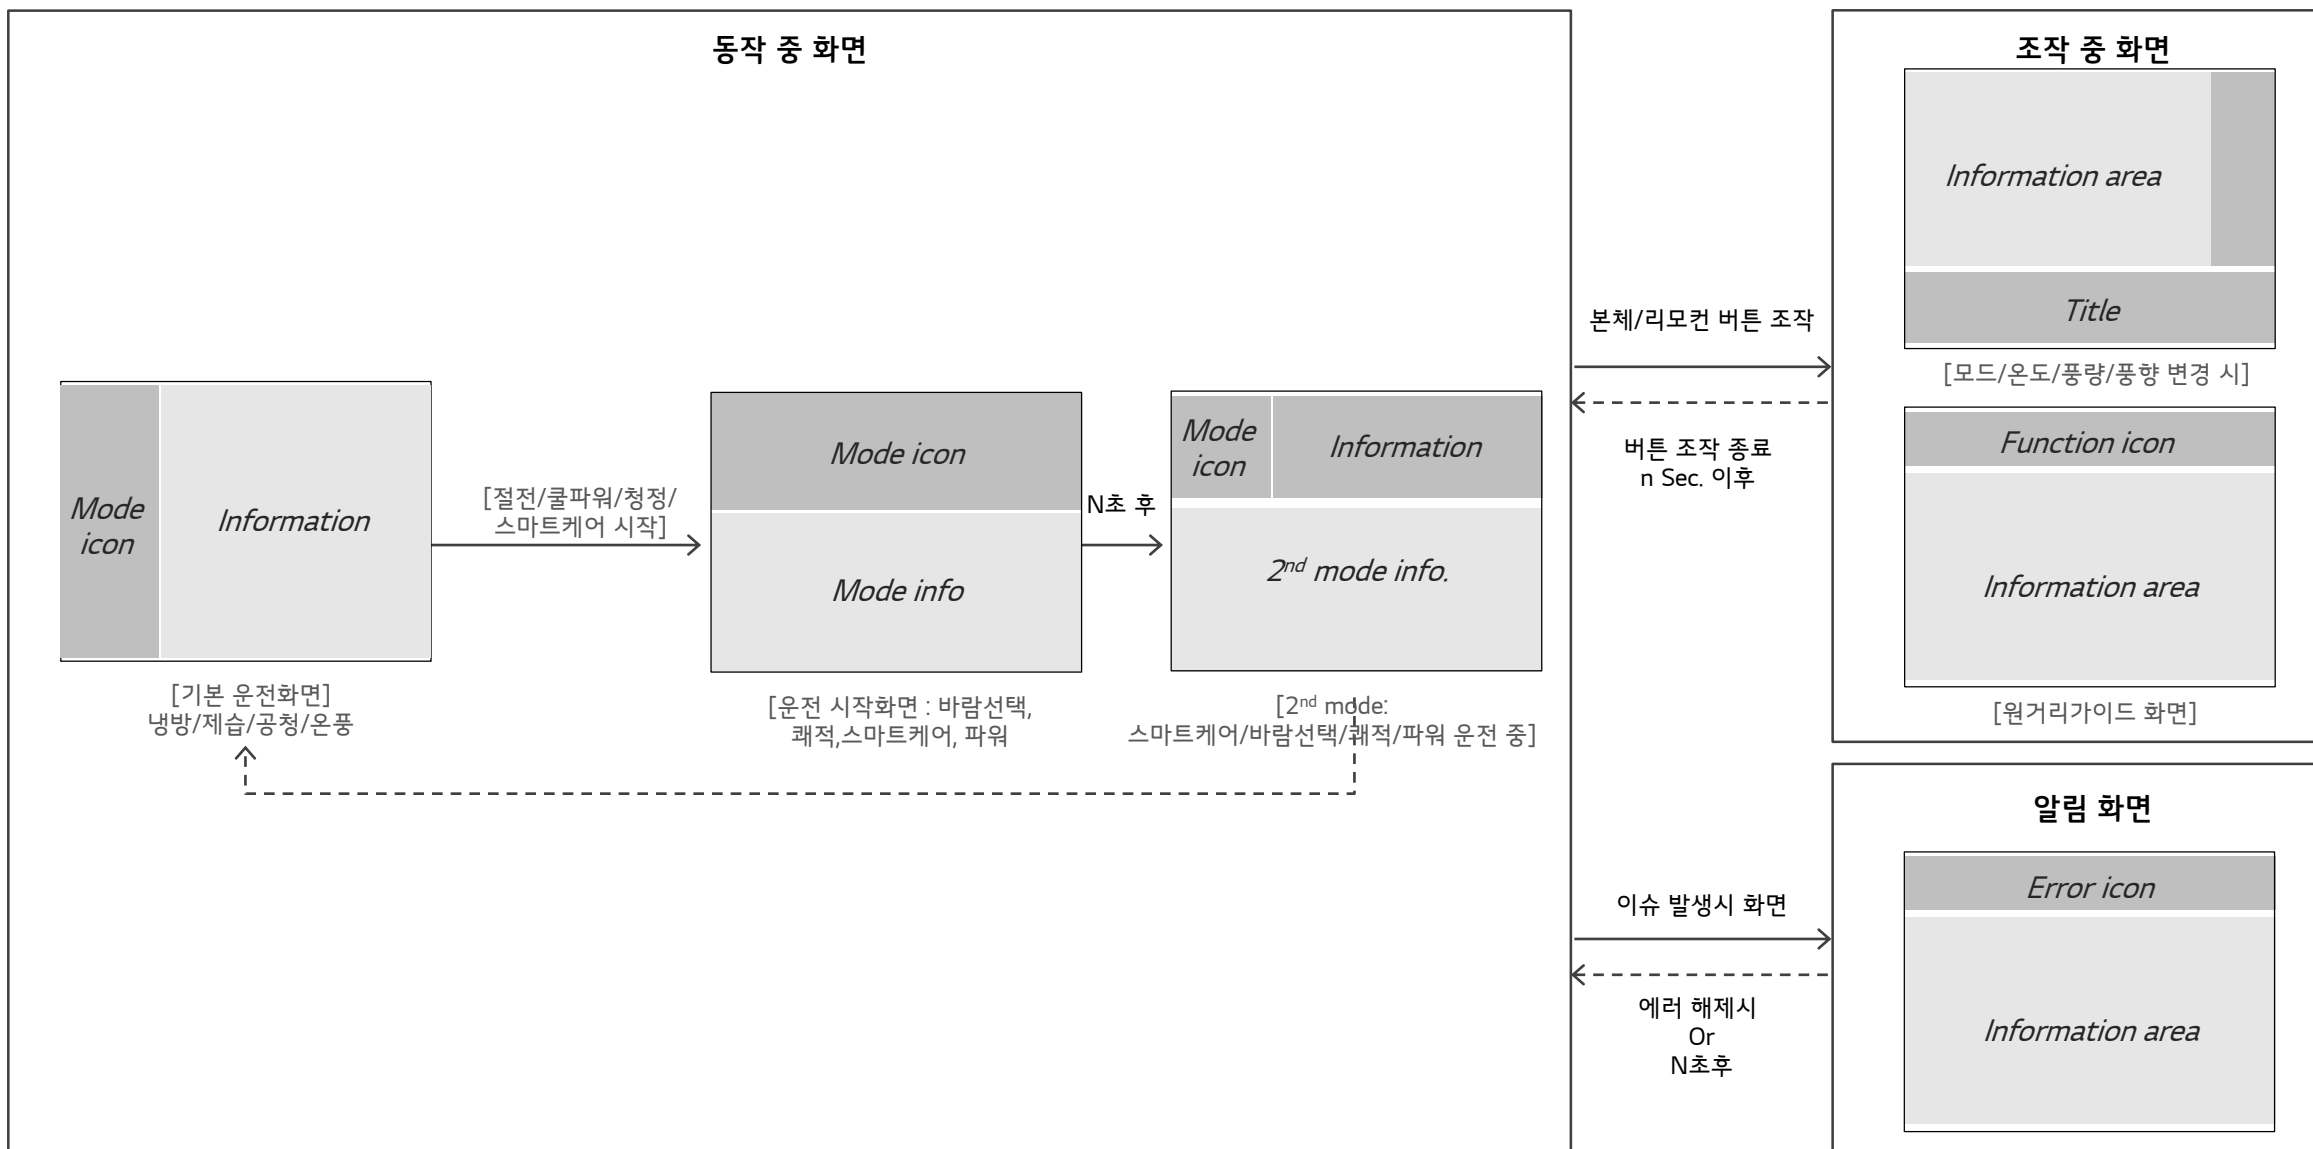 동작 중 화면
Mode
icon
Information
[기본 운전화면]
냉방/제습/공청/온풍
[절전/쿨파워/청정/
스마트케어 시작]
Mode icon
Mode info
[운전 시작화면 : 바람선택,
쾌적,스마트케어, 파워
N초 후
Mode
icon
Information
2nd mode info.
[2nd mode:
스마트케어/바람선택/쾌적/파워 운전 중]
본체/리모컨 버튼 조작
버튼 조작 종료
n Sec. 이후
이슈 발생시 화면
에러 해제시
Or
N초후
조작 중 화면
Information area
Title
[모드/온도/풍량/풍향 변경 시]
Function icon
Information area
[원거리가이드 화면]
알림 화면
Error icon
Information area